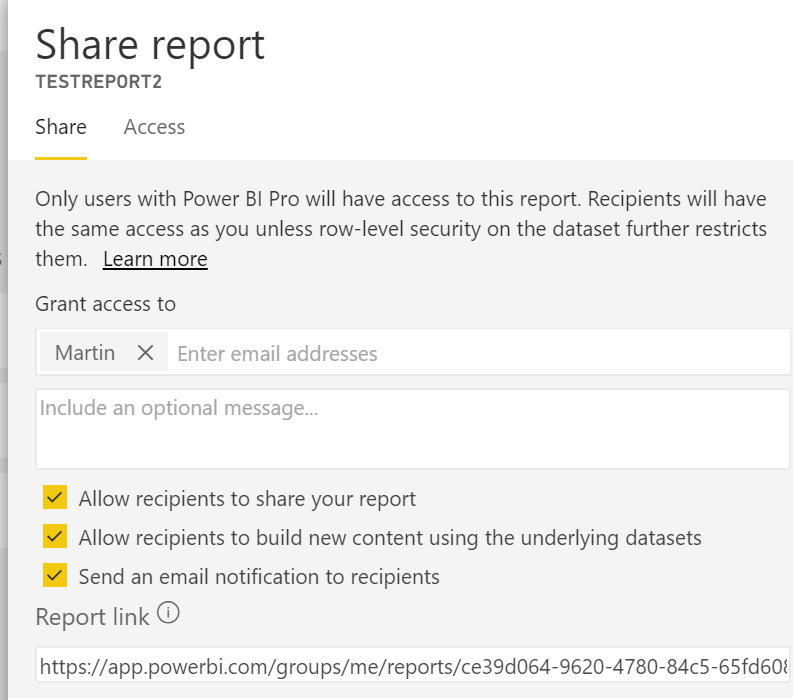 Share report
TESTREPORT2
Share Access
Only users with Power BI Pro will have access to this report. Recipients will have
the same access as you unless row-level security on the dataset further restricts
them. Learn more
Grant access to
Martin Enter email addresses
Include an optional message...
Allow recipients to share your report
Allow recipients to build new content using the underlying datasets
Send an email notification to recipients
Report link
https://app.powerbi.com/groups/me/reports/ce39d064-9620-4780-84c5-65fd608